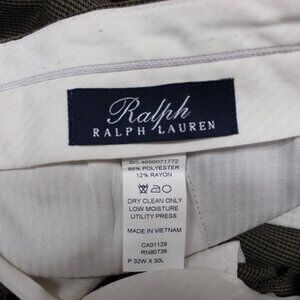 Ralph
RALPH LAUREN
88% POLYESTER
12% RAYON
DRY CLEAN ONLY
LOW MOISTURE
UTILITY PRESS
MADE IN VIETNAM
CA01129
RN90736
P 32W X 30L